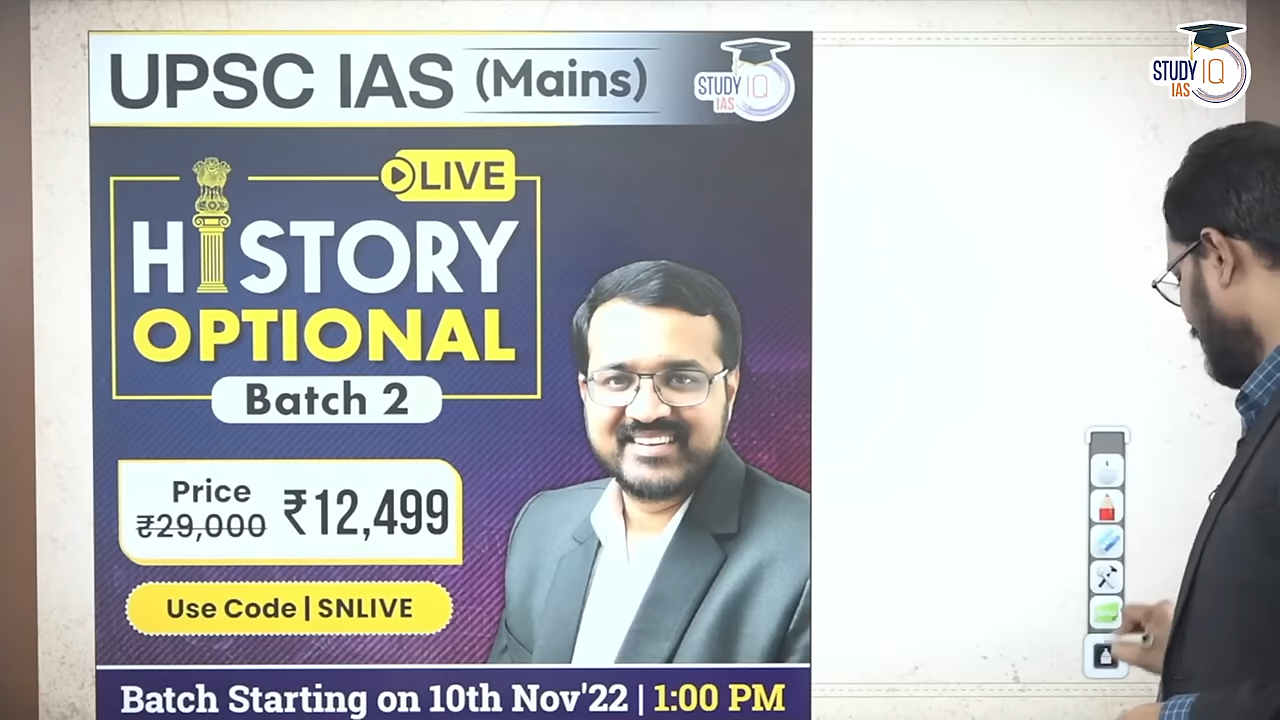 UPSC IAS (Mains)
STUDY IQ
IAS
LIVE
HISTORY
OPTIONAL
Batch 2
Price
₹29,000 ₹12,499
Use Code | SNLIVE
Batch Starting on 10th Nov'22 | 1:00 PM
STUDY IQ
IAS